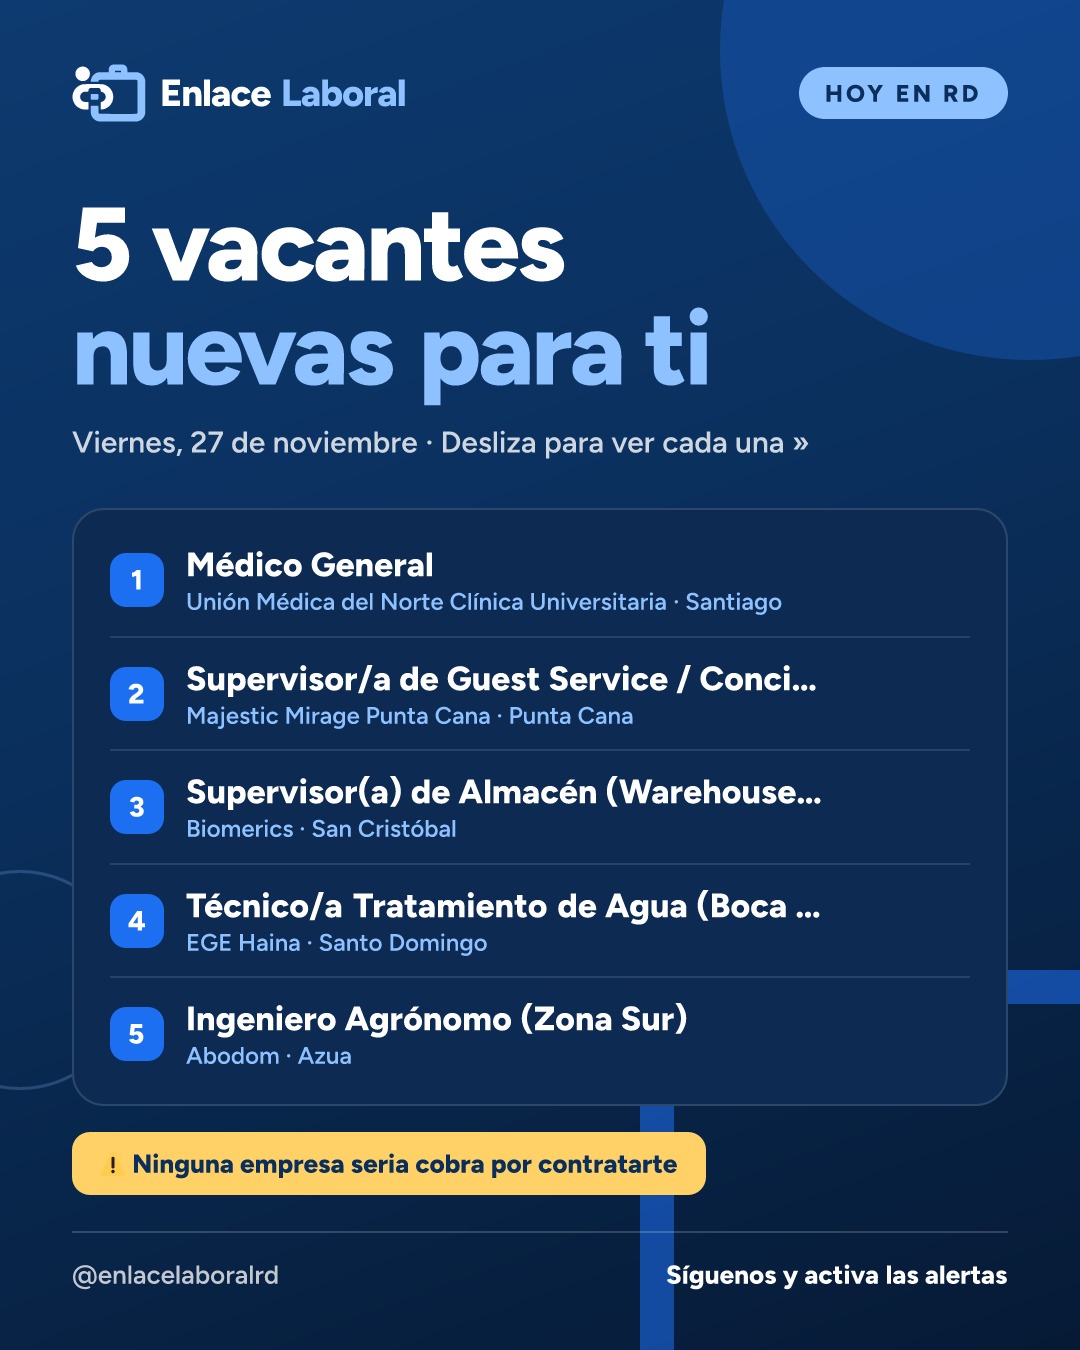 Enlace Laboral
HOY EN RD
5 vacantes
nuevas para ti
Viernes, 27 de noviembre · Desliza para ver cada una »
1
Médico General
Unión Médica del Norte Clínica Universitaria · Santiago
2
Supervisor/a de Guest Service / Conci...
Majestic Mirage Punta Cana · Punta Cana
3
Supervisor(a) de Almacén (Warehouse...
Biomerics · San Cristóbal
4
Técnico/a Tratamiento de Agua (Boca ...
EGE Haina · Santo Domingo
5
Ingeniero Agrónomo (Zona Sur)
Abodom · Azua
⚠️ Ninguna empresa seria cobra por contratarte
@enlacelaboralrd
Síguenos y activa las alertas